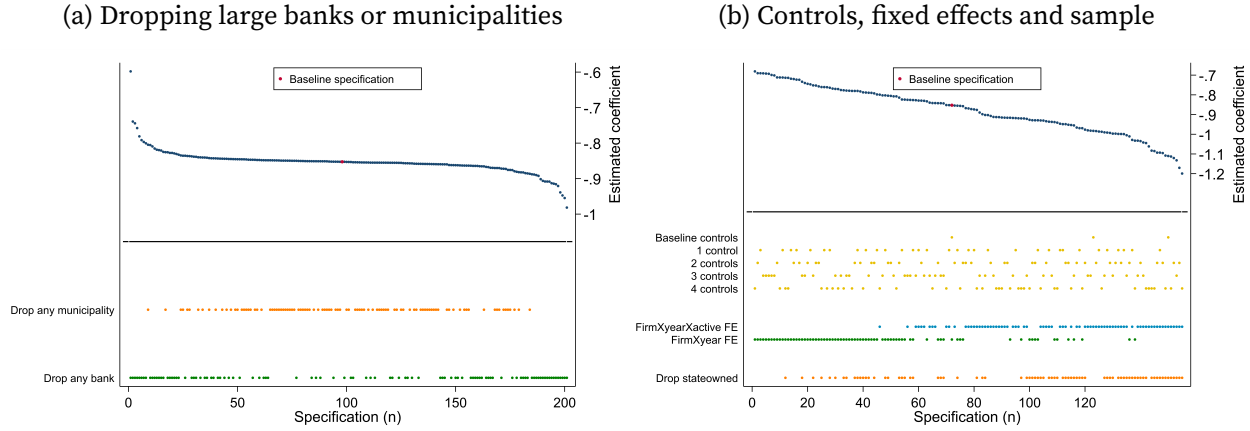 (a) Dropping large banks or municipalities
Baseline specification
-.6
-.7
-.8
-.9
-1
Estimated coefficient
Drop any municipality
Drop any bank
0 50 100 150 200
Specification (n)
(b) Controls, fixed effects and sample
Baseline specification
-.7
-.8
-.9
-1
-1.1
-1.2
Estimated coefficient
Baseline controls
1 control
2 controls
3 controls
4 controls
FirmXyearXactive FE
FirmXyear FE
Drop stateowned
0 20 40 60 80 100 120
Specification (n)